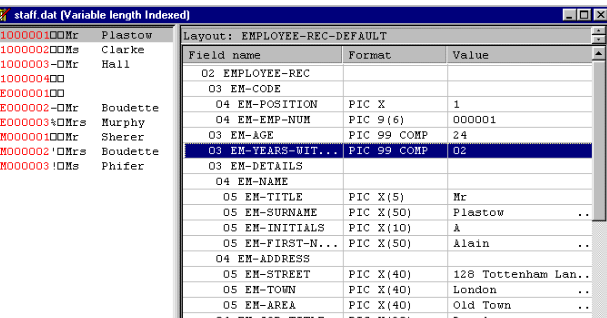 staff.dat (Variable length Indexed)
1000001□□Mr Plastow
1000002□□Ms Clarke
1000003-□Mr Hall
1000004□□
E000001□□
E000002-□Mr Boudette
E000003%□Mrs Murphy
M000001□□Mr Sherer
M000002'□Mrs Boudette
M000003!□Ms Phifer
Layout: EMPLOYEE-REC-DEFAULT
Field name Format Value
02 EMPLOYEE-REC
03 EM-CODE
04 EM-POSITION PIC X 1
04 EM-EMP-NUM PIC 9(6) 000001
03 EM-AGE PIC 99 COMP 24
03 EM-YEARS-WIT... PIC 99 COMP 02
03 EM-DETAILS
04 EM-NAME
05 EM-TITLE PIC X(5) Mr
05 EM-SURNAME PIC X(50) Plastow ..
05 EM-INITIALS PIC X(10) A
05 EM-FIRST-N... PIC X(50) Alain ..
04 EM-ADDRESS
05 EM-STREET PIC X(40) 128 Tottenham Lan..
05 EM-TOWN PIC X(40) London ..
05 EM-AREA PIC X(40) Old Town ..